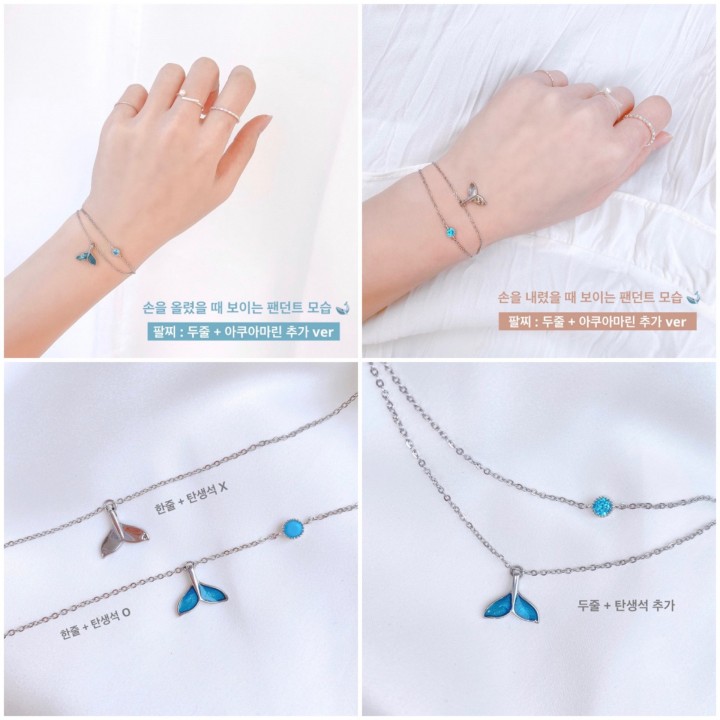 손을 올렸을 때 보이는 팬던트 모습
팔찌 : 두줄 + 아쿠아마린 추가 ver
손을 내렸을 때 보이는 팬던트 모습
팔찌 : 두줄 + 아쿠아마린 추가 ver
한줄 + 탄생석 X
한줄 + 탄생석 O
두줄 + 탄생석 추가